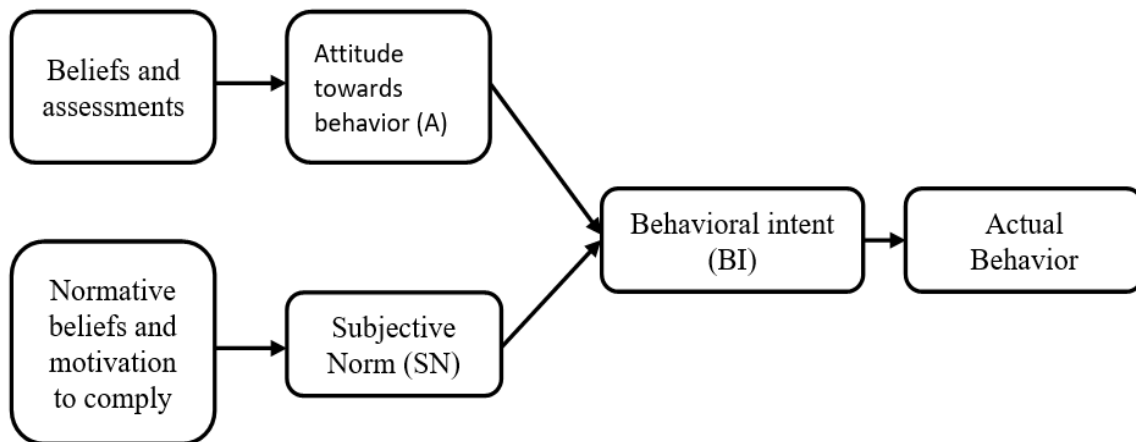 Beliefs and
assessments
Attitude
towards
behavior (A)
Normative
beliefs and
motivation
to comply
Subjective
Norm (SN)
Behavioral intent
(BI)
Actual
Behavior